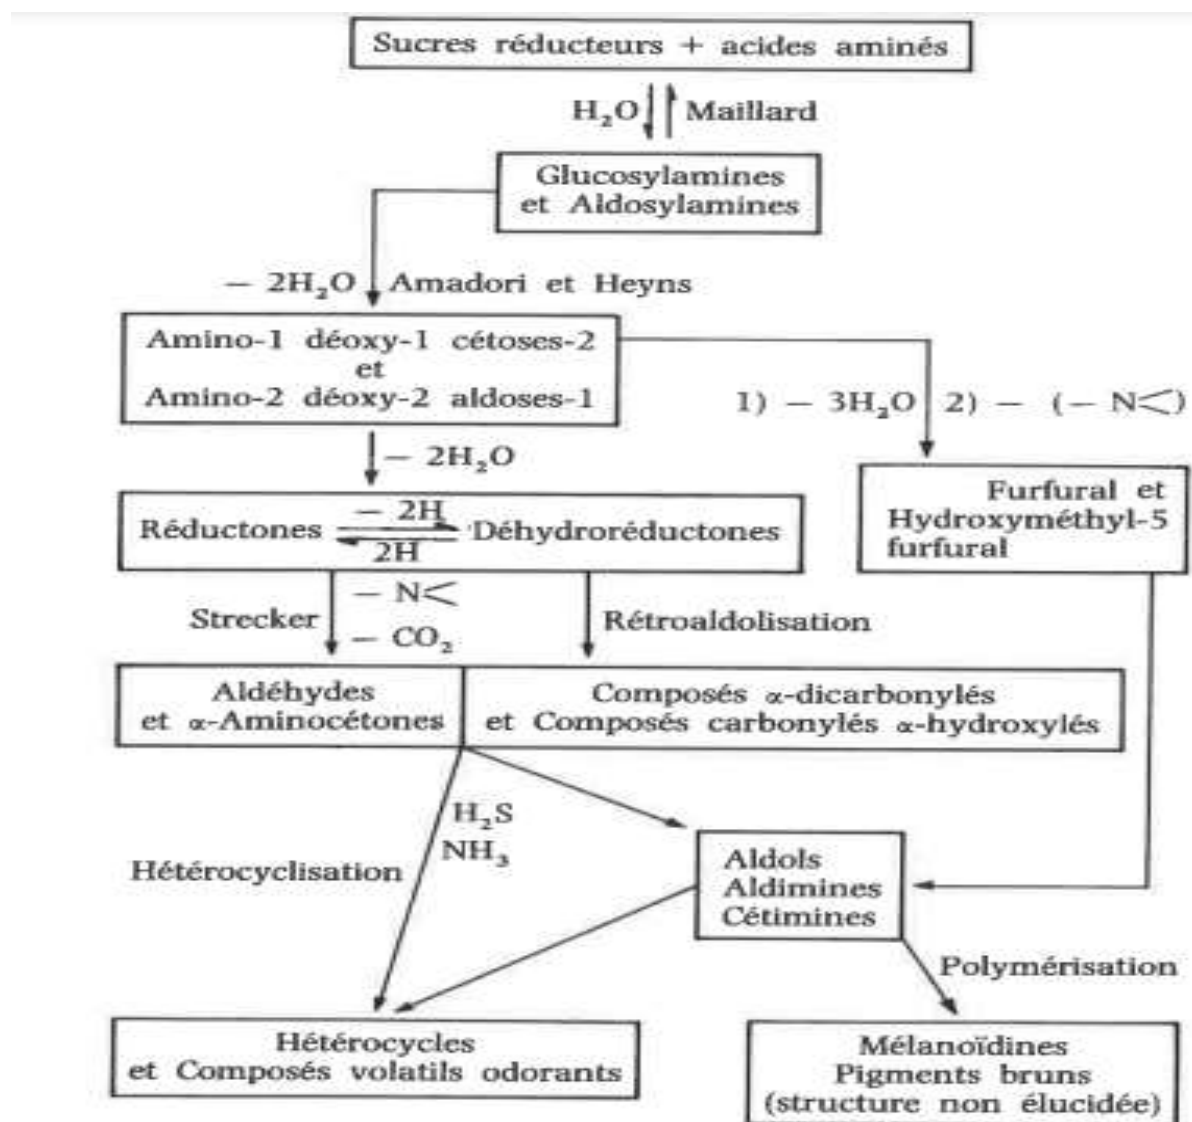 Sucres réducteurs + acides aminés
H₂O Maillard
Glucosylamines
et Aldosylamines
− 2H₂O Amadori et Heyns
Amino-1 déoxy-1 cétoses-2
et
Amino-2 déoxy-2 aldoses-1
1) − 3H₂O 2) − (− N<)
− 2H₂O
Furfural et
Hydroxyméthyl-5
furfural
− 2H
Réductones Déhydroréductones
2H
− N<
Strecker
− CO₂
Rétroaldolisation
Aldéhydes
et α-Aminocétones
Composés α-dicarbonylés
et Composés carbonylés α-hydroxylés
H₂S
NH₃
Hétérocyclisation
Aldols
Aldimines
Cétimines
Polymérisation
Hétérocycles
et Composés volatils odorants
Mélanoïdines
Pigments bruns
(structure non élucidée)